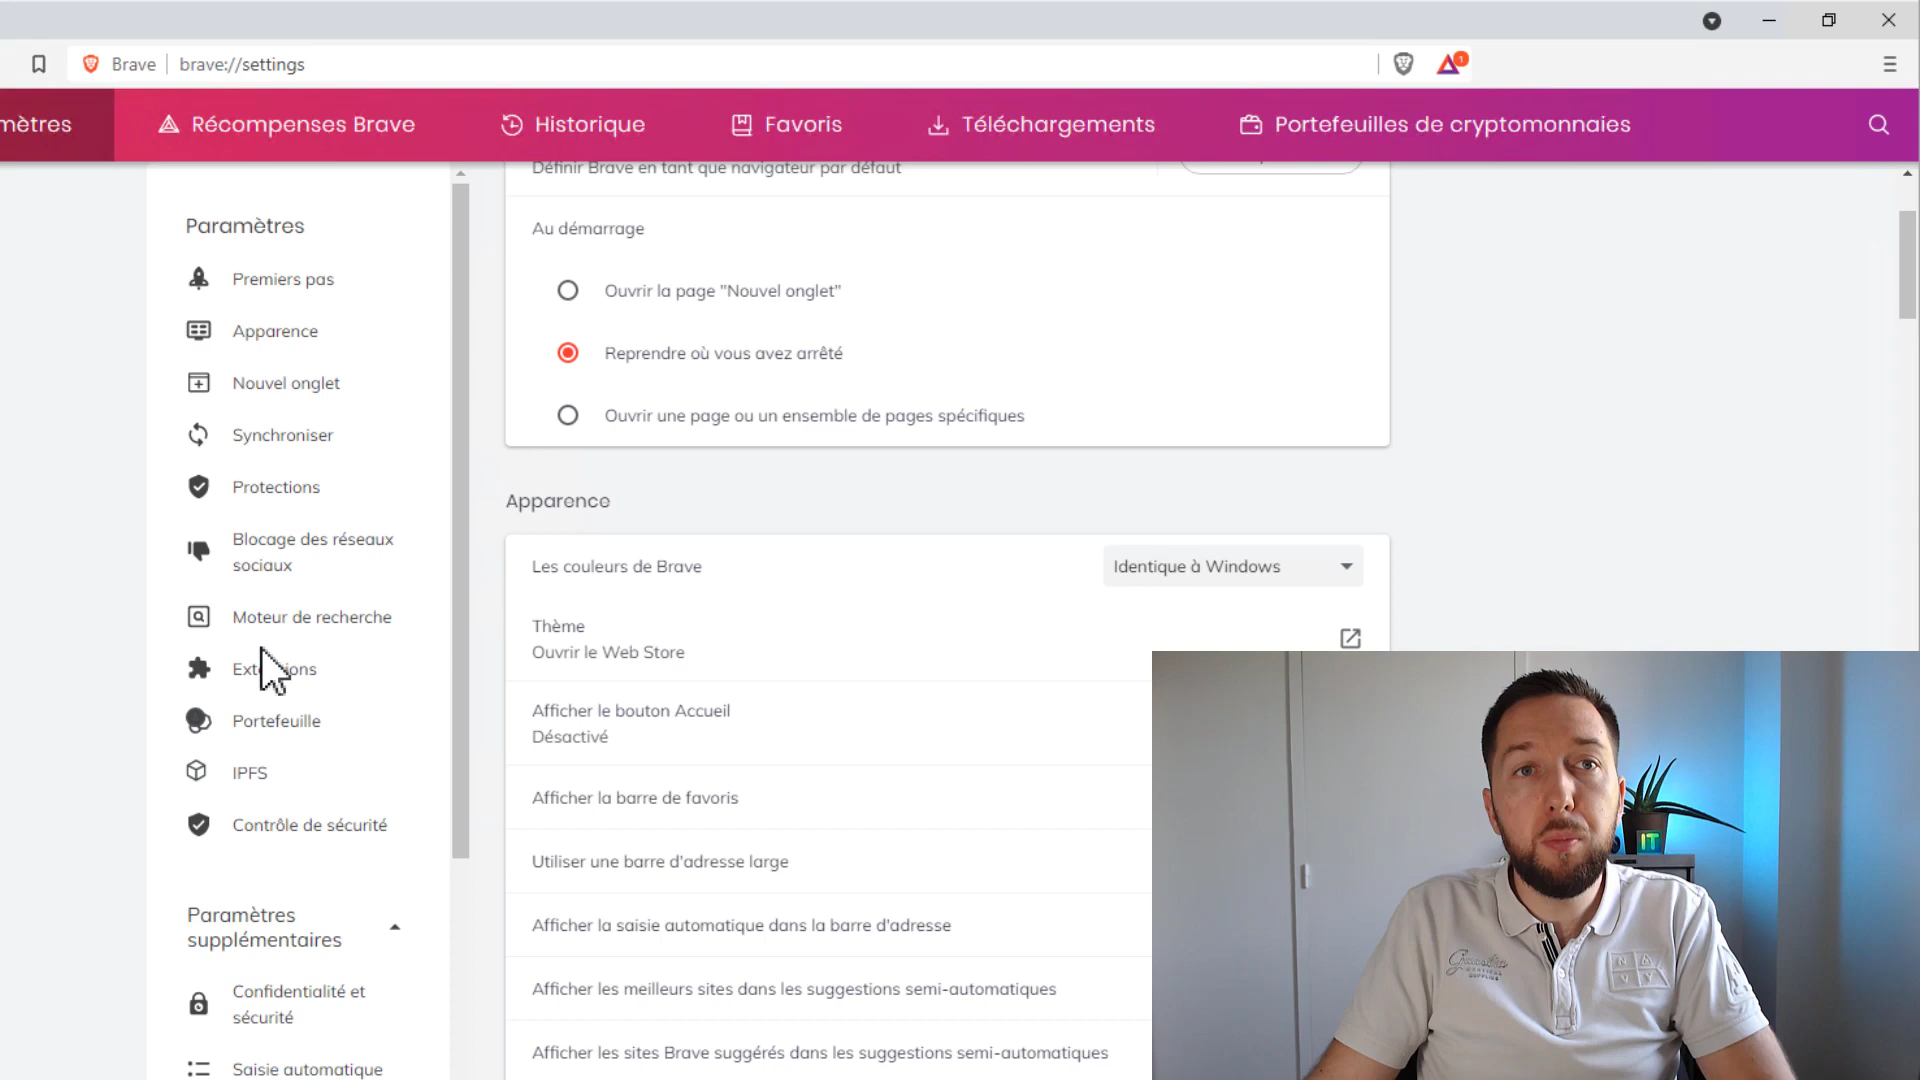 Brave
brave://settings
1
mètres
Récompenses Brave
Historique
Favoris
Téléchargements
Portefeuilles de cryptomonnaies
Paramètres
Premiers pas
Apparence
Nouvel onglet
Synchroniser
Protections
Blocage des réseaux
sociaux
Moteur de recherche
Extensions
Portefeuille
IPFS
Contrôle de sécurité
Paramètres
supplémentaires
Confidentialité et
sécurité
Saisie automatique
Définir Brave en tant que navigateur par défaut
Au démarrage
Ouvrir la page "Nouvel onglet"
Reprendre où vous avez arrêté
Ouvrir une page ou un ensemble de pages spécifiques
Apparence
Les couleurs de Brave
Identique à Windows
Thème
Ouvrir le Web Store
Afficher le bouton Accueil
Désactivé
Afficher la barre de favoris
Utiliser une barre d'adresse large
Afficher la saisie automatique dans la barre d'adresse
Afficher les meilleurs sites dans les suggestions semi-automatiques
Afficher les sites Brave suggérés dans les suggestions semi-automatiques
IT